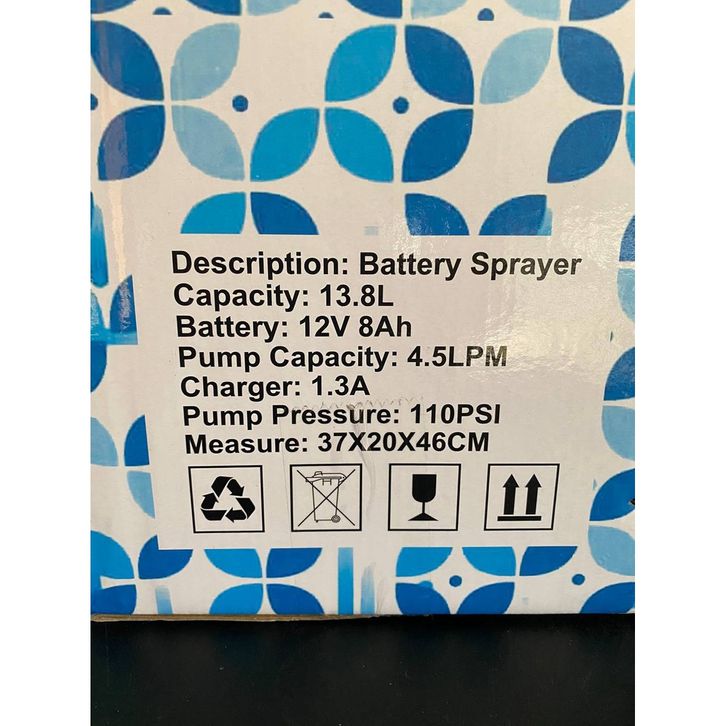 Description: Battery Sprayer
Capacity: 13.8L
Battery: 12V 8Ah
Pump Capacity: 4.5LPM
Charger: 1.3A
Pump Pressure: 110PSI
Measure: 37X20X46CM